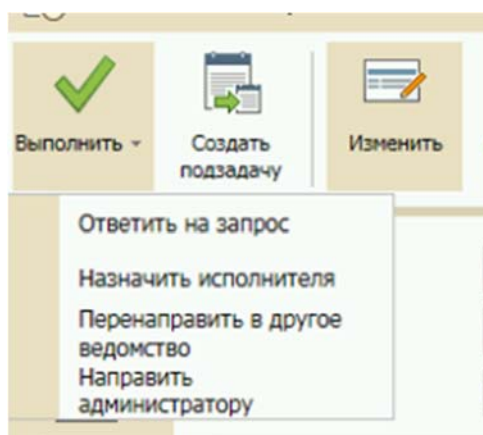 Выполнить
Создать
подзадачу
Изменить
Ответить на запрос
Назначить исполнителя
Перенаправить в другое
ведомство
Направить
администратору